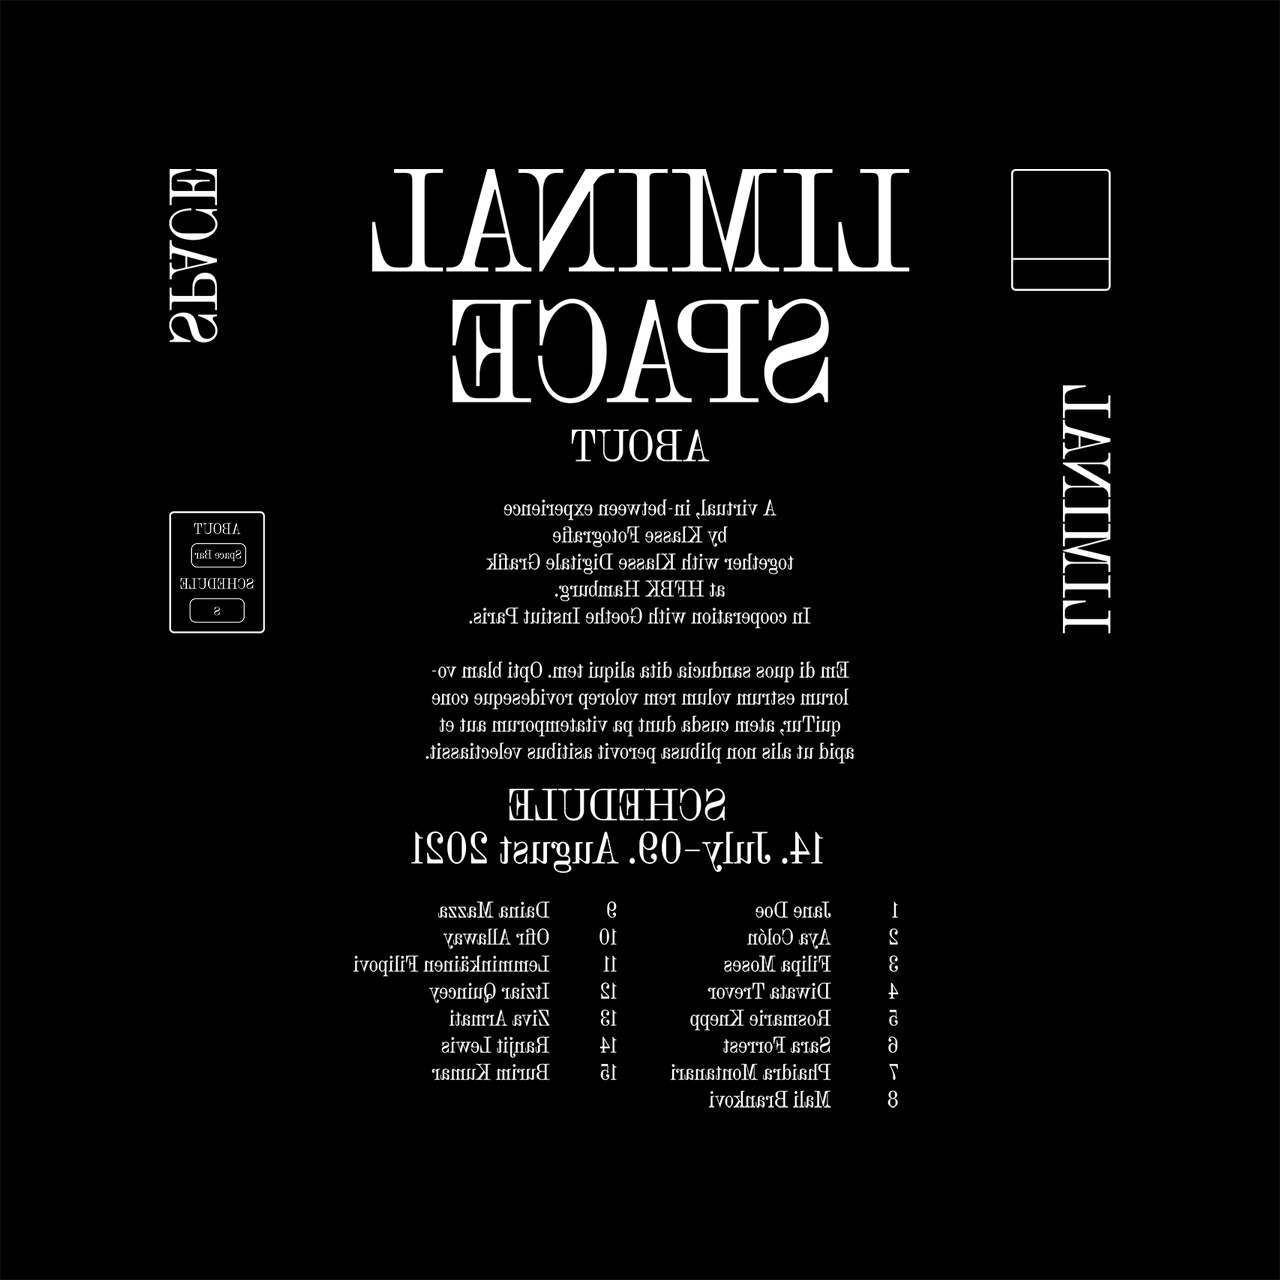 LIMINAL
SPACE
ABOUT
A virtual, in-between experience
by Klasse Fotografie
together with Klasse Digitale Grafik
at HFBK Hamburg.
In cooperation with Goethe Instiut Paris.
Em di quos sanducia dita aliqui tem. Opti blam vo-
lorum estrum volum rem volorep rovideseque cone
quiTur, atem cusda dunt pa vitatemporum aut et
apid ut alis non plibusa perovit asitibus velectiassit.
SCHEDULE
14. July–09. August 2021
1 Jane Doe
2 Aya Colón
3 Filipa Moses
4 Diwata Trevor
5 Rosmarie Knepp
6 Sara Forrest
7 Phaidra Montanari
8 Mali Brankovi
9 Daina Mazza
10 Ofir Allaway
11 Lemminkäinen Filipovi
12 Itziar Quincey
13 Ziva Armati
14 Ranjit Lewis
15 Burim Kumar
LIMINAL
SPACE
ABOUT
Space Bar
SCHEDULE
S